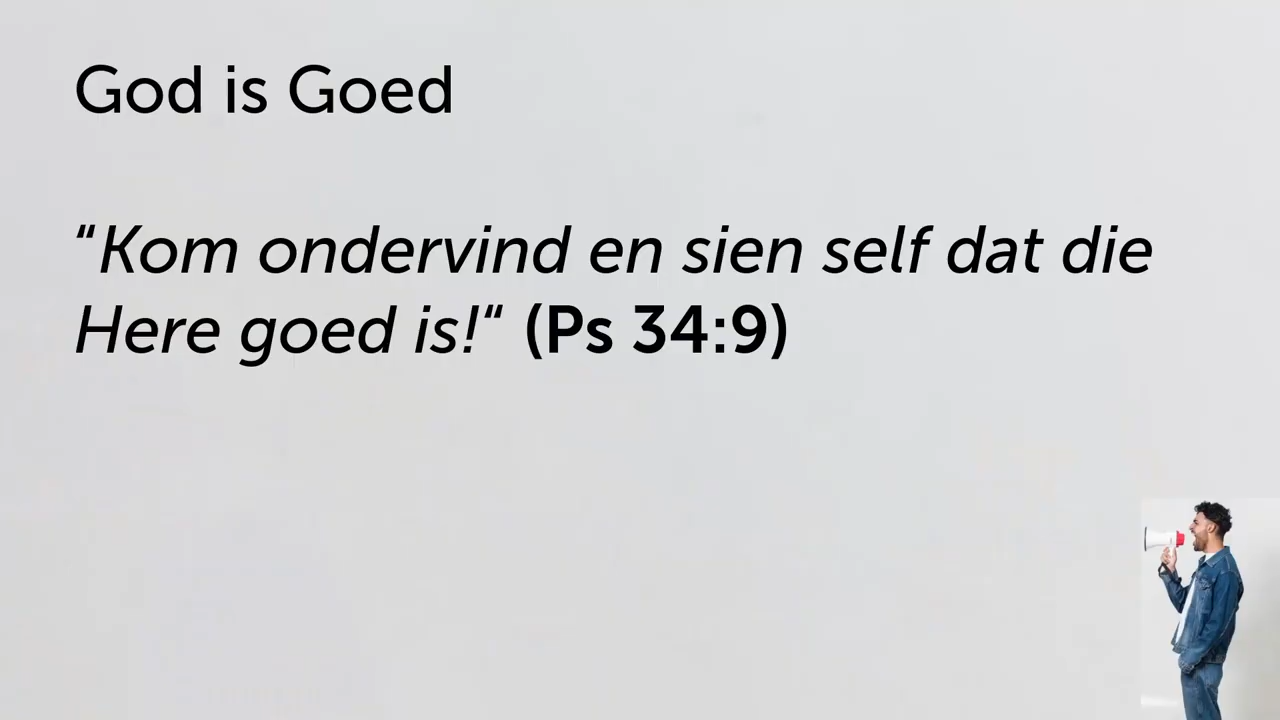 God is Goed
“Kom ondervind en sien self dat die
Here goed is!“ (Ps 34:9)